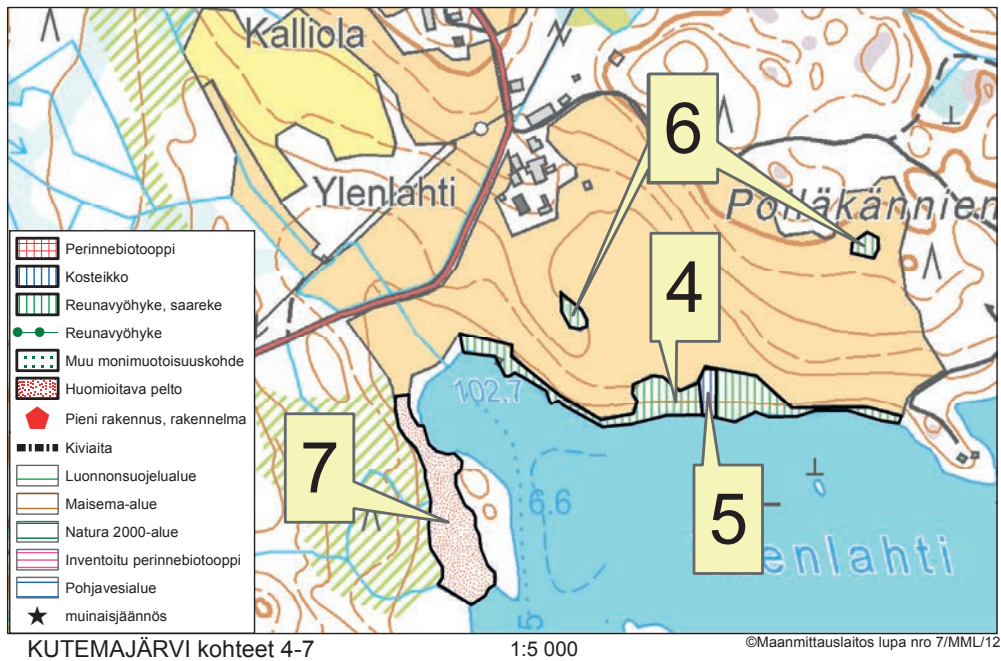 Kalliola
6
Ylenlahti
Pölläkännien
4
Perinnebiotooppi
Kosteikko
Reunavyöhyke, saareke
Reunavyöhyke
Muu monimuotoisuuskohde
Huomioitava pelto
Pieni rakennus, rakennelma
Kiviaita
Luonnonsuojelualue
Maisema-alue
Natura 2000-alue
Inventoitu perinnebiotooppi
Pohjavesialue
muinaisjäännös
102.7
7
6.6
5
enlahti
KUTEMAJÄRVI kohteet 4-7
1:5 000
©Maanmittauslaitos lupa nro 7/MML/12